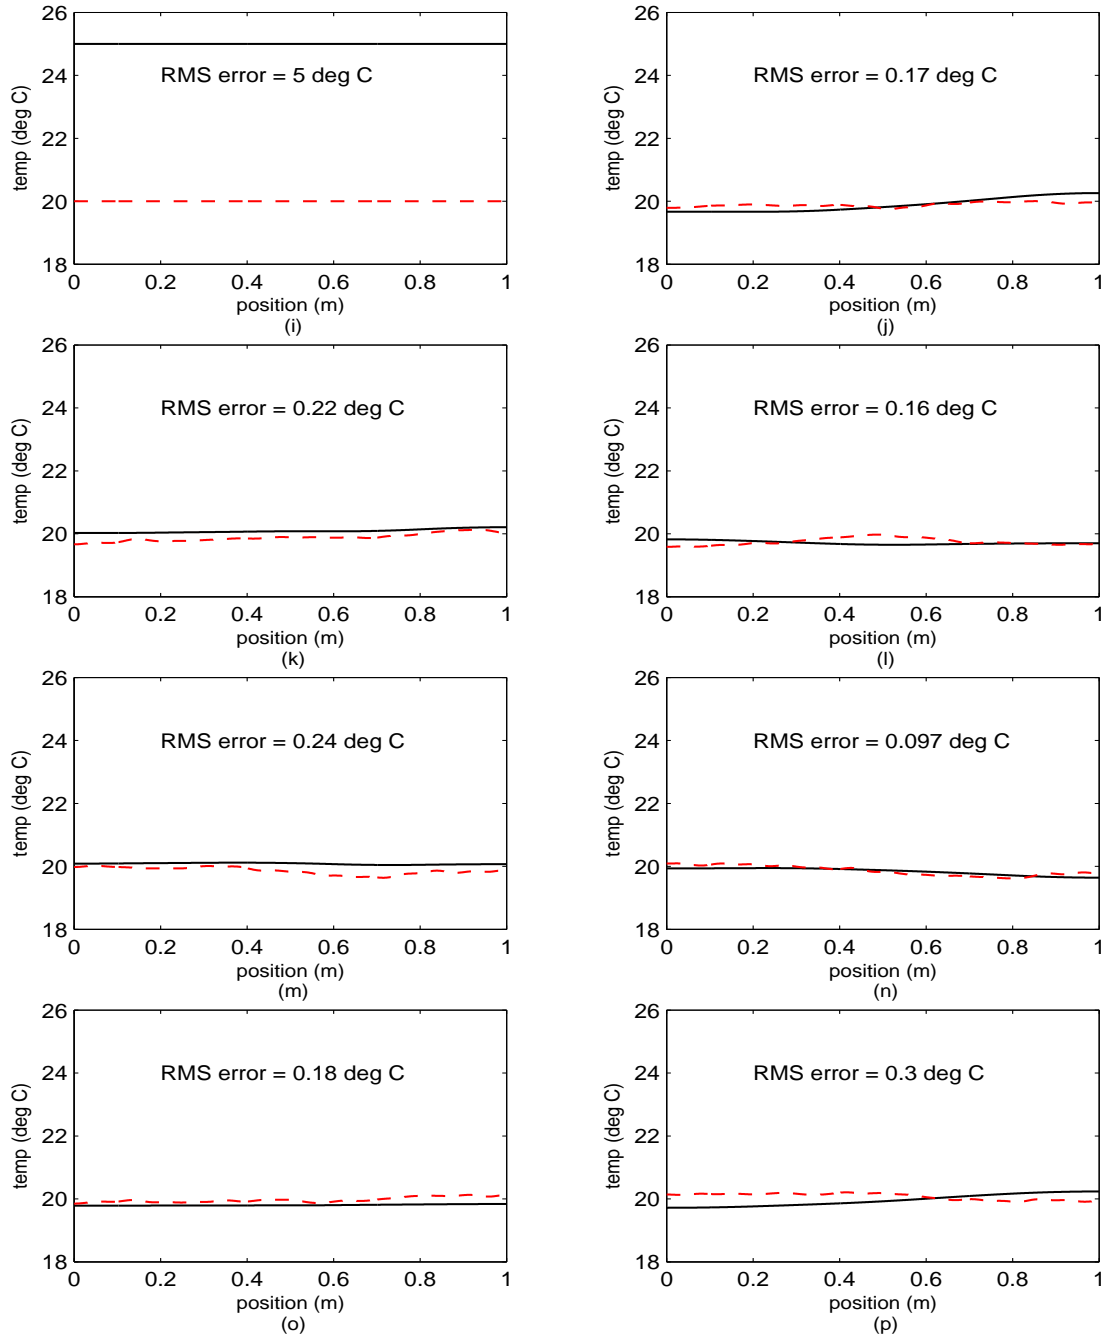 26
24
22
20
18
temp (deg C)
RMS error = 5 deg C
0 0.2 0.4 0.6 0.8 1
position (m)
(i)
26
24
22
20
18
temp (deg C)
RMS error = 0.17 deg C
0 0.2 0.4 0.6 0.8 1
position (m)
(j)
26
24
22
20
18
temp (deg C)
RMS error = 0.22 deg C
0 0.2 0.4 0.6 0.8 1
position (m)
(k)
26
24
22
20
18
temp (deg C)
RMS error = 0.16 deg C
0 0.2 0.4 0.6 0.8 1
position (m)
(l)
26
24
22
20
18
temp (deg C)
RMS error = 0.24 deg C
0 0.2 0.4 0.6 0.8 1
position (m)
(m)
26
24
22
20
18
temp (deg C)
RMS error = 0.097 deg C
0 0.2 0.4 0.6 0.8 1
position (m)
(n)
26
24
22
20
18
temp (deg C)
RMS error = 0.18 deg C
0 0.2 0.4 0.6 0.8 1
position (m)
(o)
26
24
22
20
18
temp (deg C)
RMS error = 0.3 deg C
0 0.2 0.4 0.6 0.8 1
position (m)
(p)